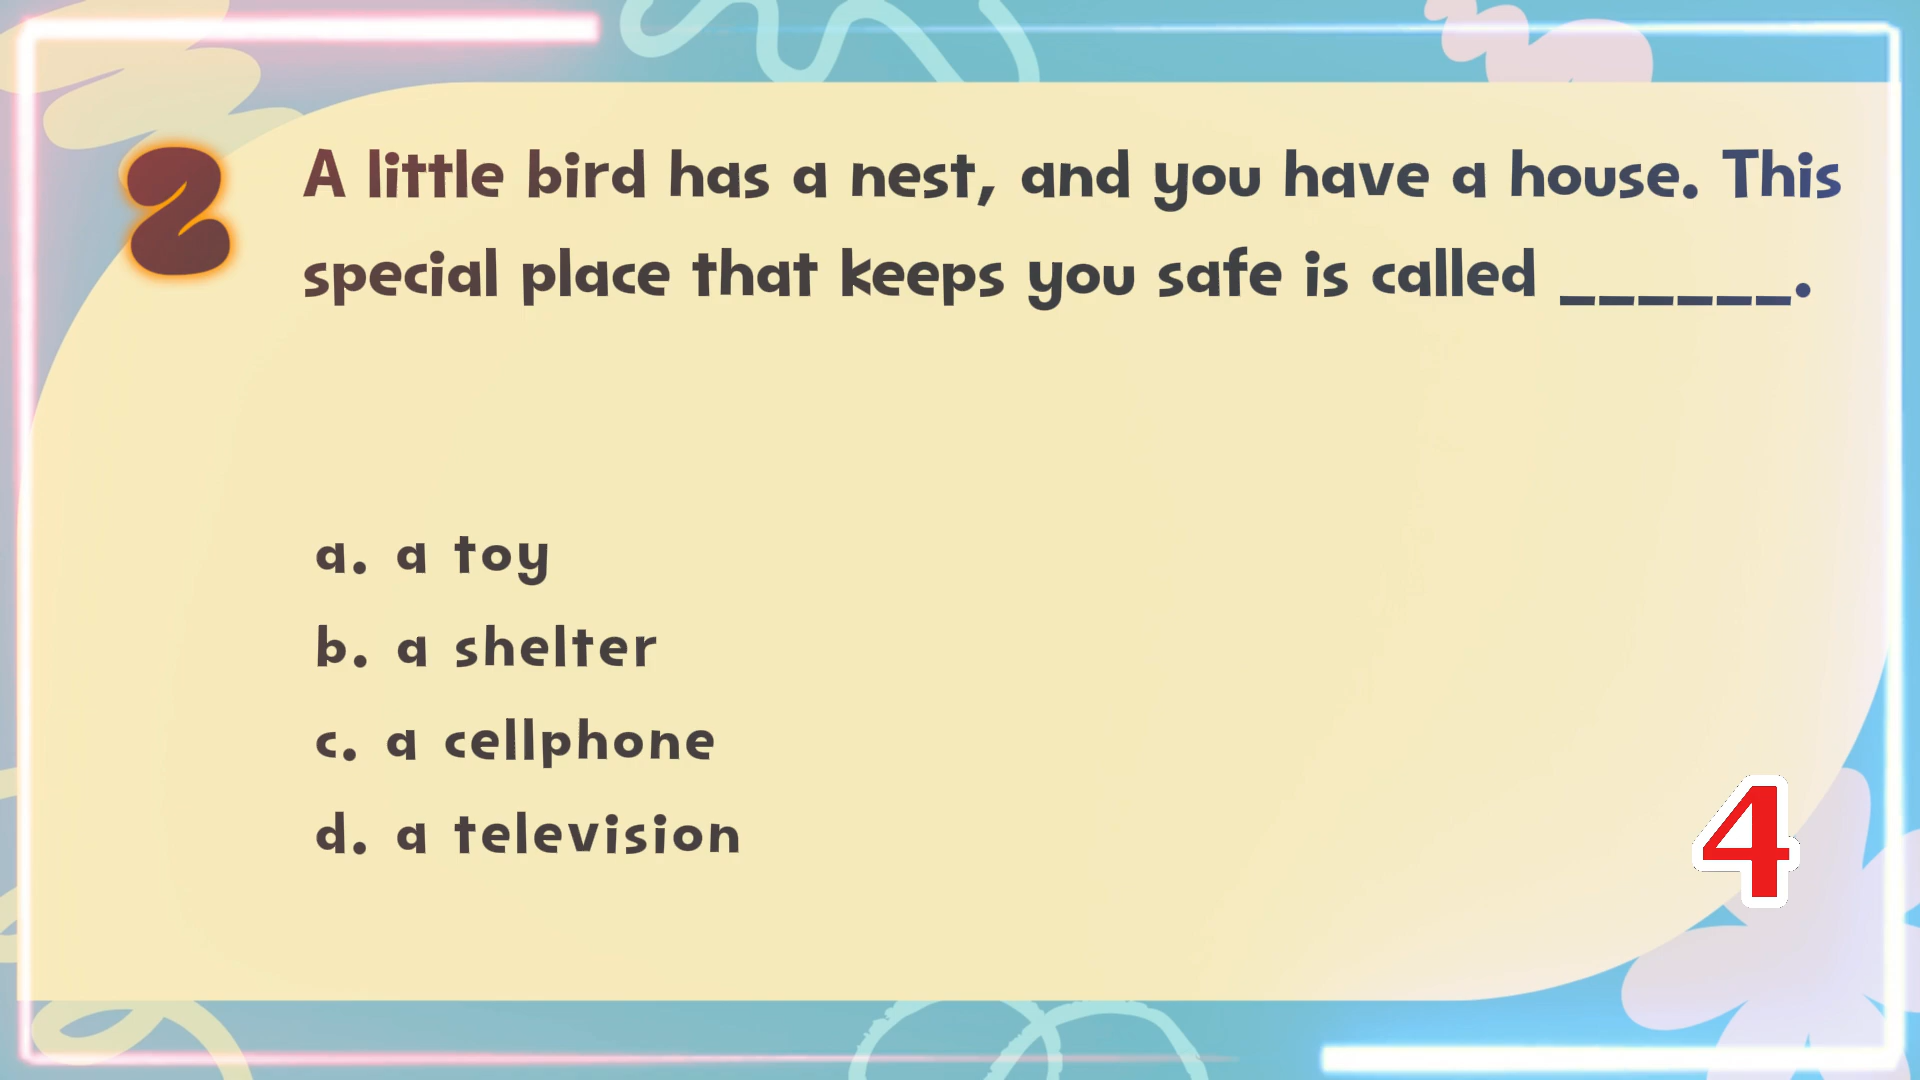 2
A little bird has a nest, and you have a house. This
special place that keeps you safe is called ______.
a. a toy
b. a shelter
c. a cellphone
d. a television
4